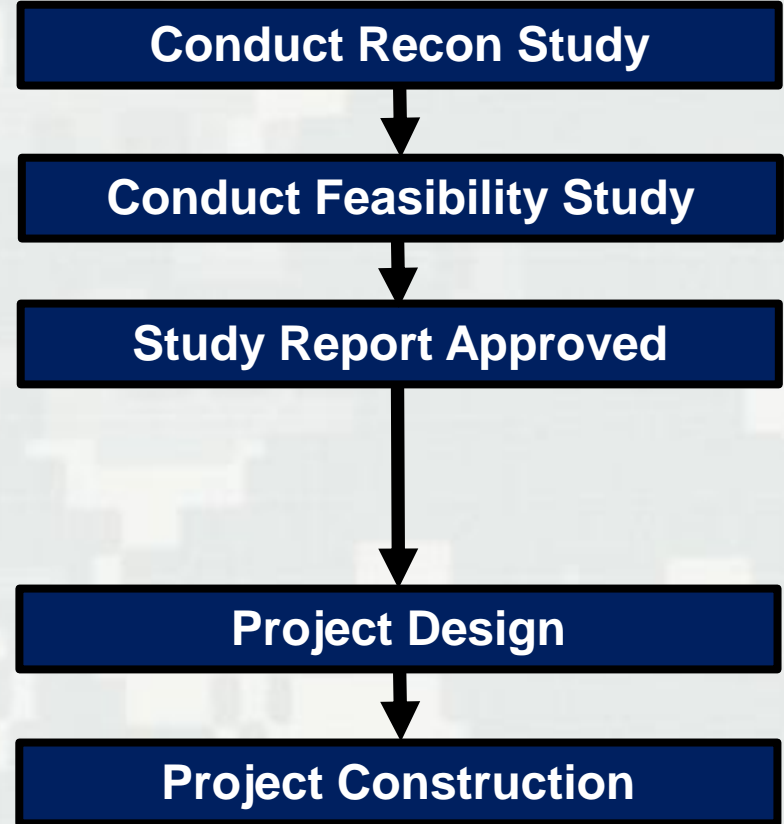 Conduct Recon Study
Conduct Feasibility Study
Study Report Approved
Project Design
Project Construction